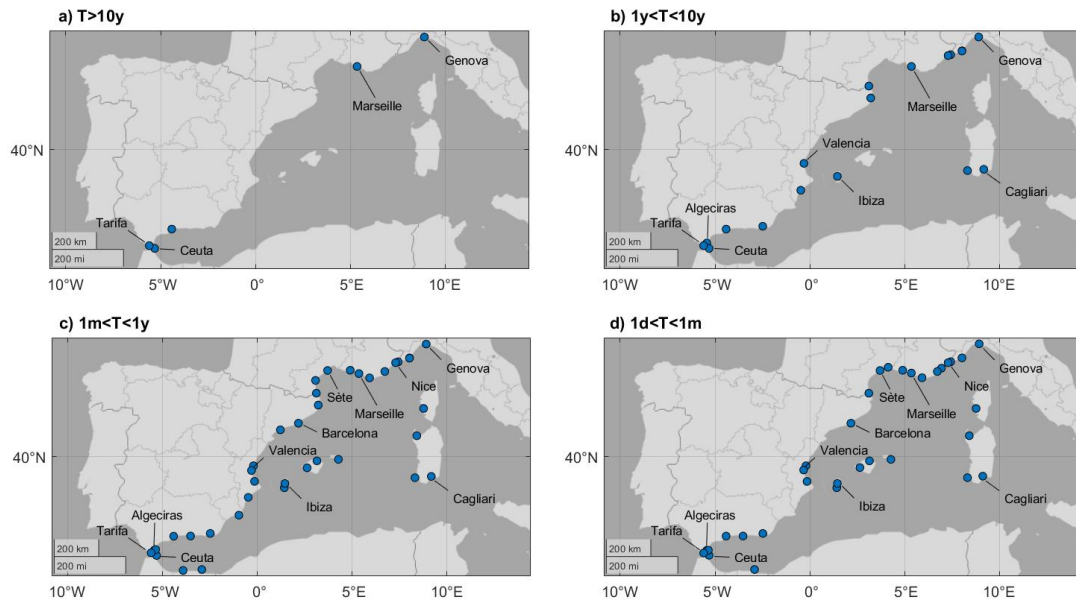 a) T>10y
Genova
Marseille
40°N
Tarifa
Ceuta
200 km
200 mi
10°W
5°W
0°
5°E
10°E
b) 1y<T<10y
Genova
Marseille
Valencia
40°N
Ibiza
Cagliari
Algeciras
Tarifa
Ceuta
200 km
200 mi
10°W
5°W
0°
5°E
10°E
c) 1m<T<1y
Genova
Nice
Sète
Marseille
Barcelona
Valencia
40°N
Cagliari
Ibiza
Algeciras
Tarifa
Ceuta
200 km
200 mi
10°W
5°W
0°
5°E
10°E
d) 1d<T<1m
Genova
Nice
Sète
Marseille
Barcelona
Valencia
40°N
Cagliari
Ibiza
Algeciras
Tarifa
Ceuta
200 km
200 mi
10°W
5°W
0°
5°E
10°E